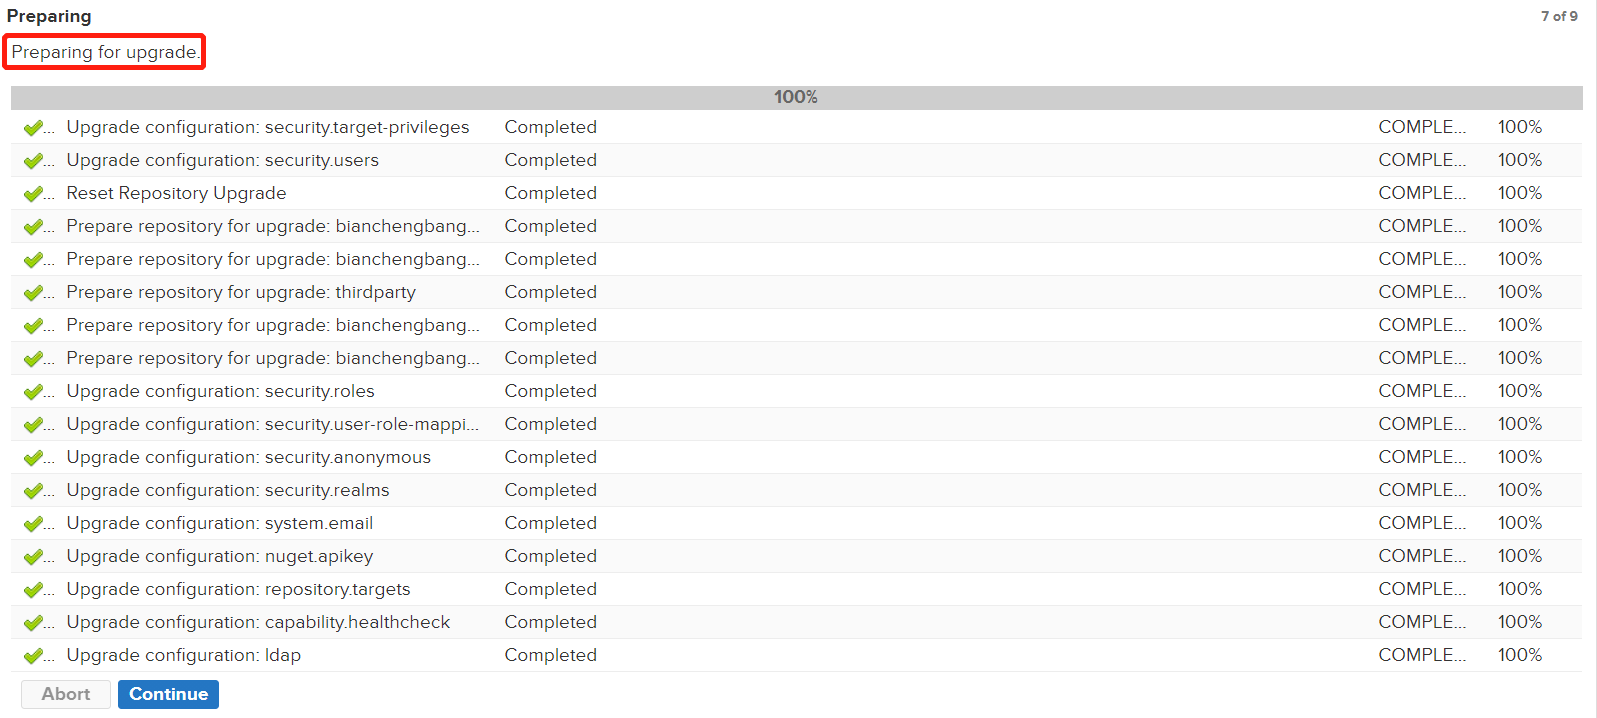 Preparing 7 of 9
Preparing for upgrade.
100%
... Upgrade configuration: security.target-privileges Completed COMPLE... 100%
... Upgrade configuration: security.users Completed COMPLE... 100%
... Reset Repository Upgrade Completed COMPLE... 100%
... Prepare repository for upgrade: bianchengbang... Completed COMPLE... 100%
... Prepare repository for upgrade: bianchengbang... Completed COMPLE... 100%
... Prepare repository for upgrade: thirdparty Completed COMPLE... 100%
... Prepare repository for upgrade: bianchengbang... Completed COMPLE... 100%
... Prepare repository for upgrade: bianchengbang... Completed COMPLE... 100%
... Upgrade configuration: security.roles Completed COMPLE... 100%
... Upgrade configuration: security.user-role-mappi... Completed COMPLE... 100%
... Upgrade configuration: security.anonymous Completed COMPLE... 100%
... Upgrade configuration: security.realms Completed COMPLE... 100%
... Upgrade configuration: system.email Completed COMPLE... 100%
... Upgrade configuration: nuget.apikey Completed COMPLE... 100%
... Upgrade configuration: repository.targets Completed COMPLE... 100%
... Upgrade configuration: capability.healthcheck Completed COMPLE... 100%
... Upgrade configuration: ldap Completed COMPLE... 100%
Abort Continue